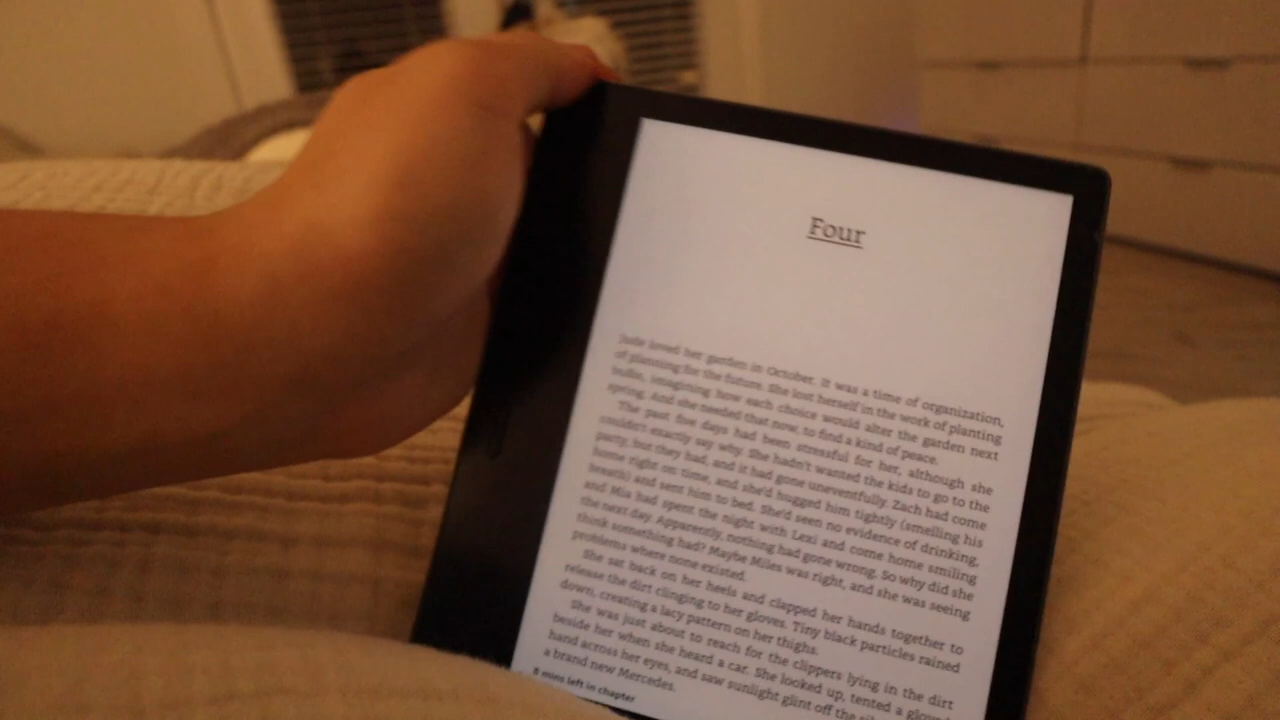 Four
Jude loved her garden in October. It was a time of organization,
of planning for the future. She lost herself in the work of planting
bulbs, imagining how each choice would alter the garden next
spring. And she needed that now, to find a kind of peace.
The past five days had been stressful for her, although she
couldn't exactly say why. She hadn't wanted the kids to go to the
party, but they had, and it had gone uneventfully. Zach had come
home right on time, and she'd hugged him tightly (smelling his
breath) and sent him to bed. She'd seen no evidence of drinking,
and Mia had spent the night with Lexi and come home smiling
the next day. Apparently, nothing had gone wrong. So why did she
think something had? Maybe Miles was right, and she was seeing
problems where none existed.
She sat back on her heels and clapped her hands together to
release the dirt clinging to her gloves. Tiny black particles rained
down, creating a lacy pattern on her thighs.
She was just about to reach for the clippers lying in the dirt
beside her when she heard a car. She looked up, tented a gloved
hand across her eyes, and saw sunlight glint off the
a brand new Mercedes.
8 mins left in chapter